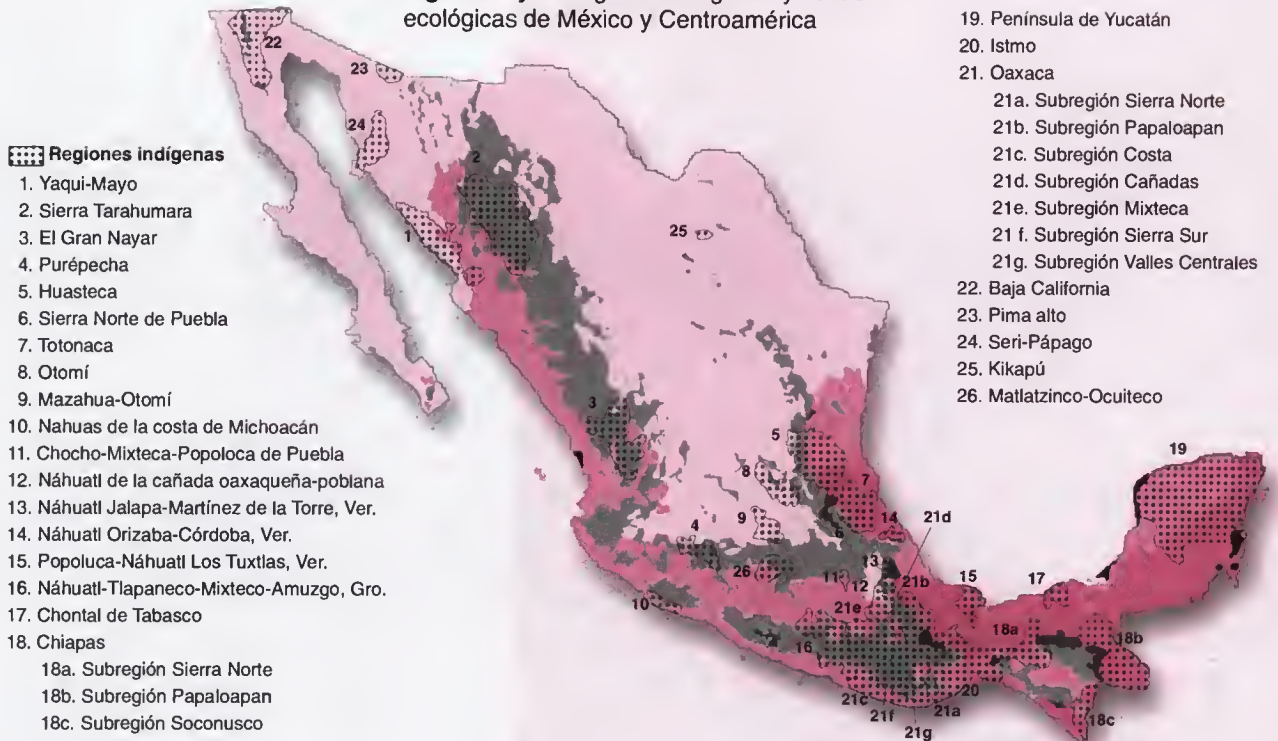 ecológicas de México y Centroamérica
Regiones indígenas
1. Yaqui-Mayo
2. Sierra Tarahumara
3. El Gran Nayar
4. Purépecha
5. Huasteca
6. Sierra Norte de Puebla
7. Totonaca
8. Otomí
9. Mazahua-Otomí
10. Nahuas de la costa de Michoacán
11. Chocho-Mixteca-Popoloca de Puebla
12. Náhuatl de la cañada oaxaqueña-poblana
13. Náhuatl Jalapa-Martínez de la Torre, Ver.
14. Náhuatl Orizaba-Córdoba, Ver.
15. Popoluca-Náhuatl Los Tuxtlas, Ver.
16. Náhuatl-Tlapaneco-Mixteco-Amuzgo, Gro.
17. Chontal de Tabasco
18. Chiapas
18a. Subregión Sierra Norte
18b. Subregión Papaloapan
18c. Subregión Soconusco
19. Península de Yucatán
20. Istmo
21. Oaxaca
21a. Subregión Sierra Norte
21b. Subregión Papaloapan
21c. Subregión Costa
21d. Subregión Cañadas
21e. Subregión Mixteca
21 f. Subregión Sierra Sur
21g. Subregión Valles Centrales
22. Baja California
23. Pima alto
24. Seri-Pápago
25. Kikapú
26. Matlatzinco-Ocuiteco
22
23
24
2
1
25
3
5
8
7
19
9
14
21d
4
6
13
26
11
12
21b
15
17
10
21e
18a
18b
16
20
21c
21a
21f
18c
21g